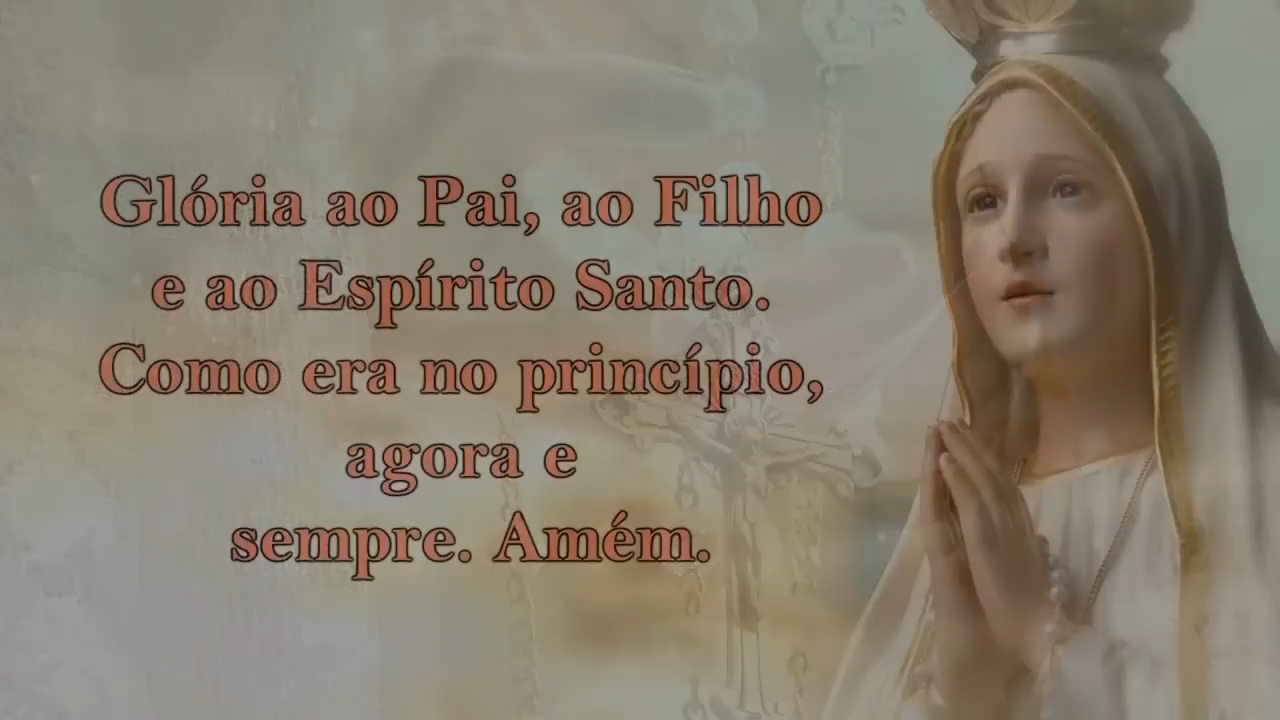 Glória ao Pai, ao Filho
e ao Espírito Santo.
Como era no princípio,
agora e
sempre. Amém.